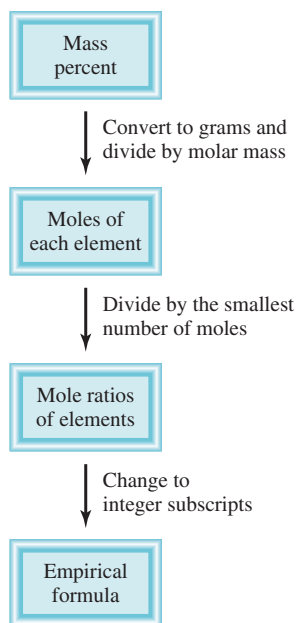 Mass
percent
Convert to grams and
divide by molar mass
Moles of
each element
Divide by the smallest
number of moles
Mole ratios
of elements
Change to
integer subscripts
Empirical
formula